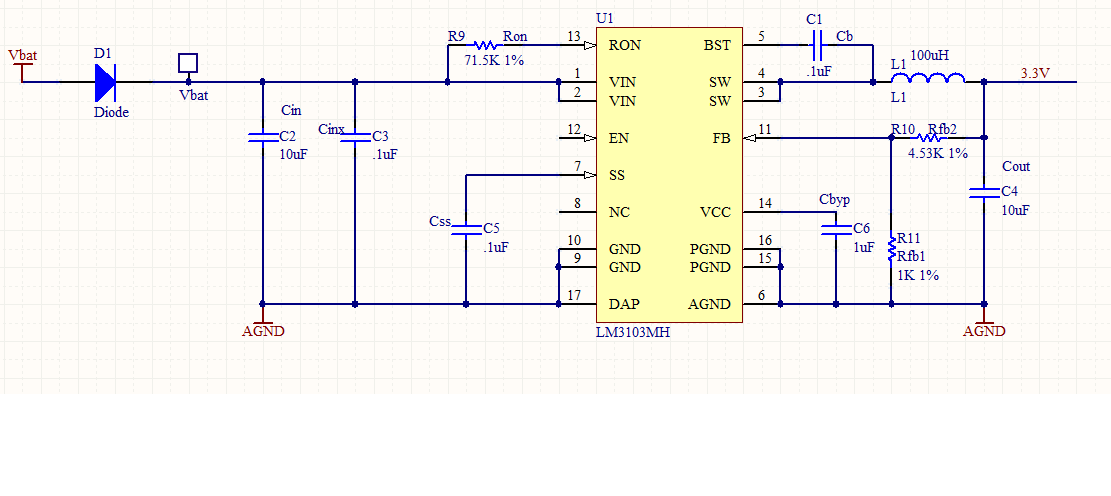 U1
C1
R9 Ron 13 RON BST 5 Cb
Vbat D1 71.5K 1% .1uF L1 100uH
1 VIN SW 4 3.3V
Vbat 2 VIN SW 3 L1
Diode
Cin
Cinx C2 C3 12 EN FB 11 R10 Rfb2
10uF .1uF 4.53K 1%
7 SS Cout
C4
Css C5 8 NC VCC 14 Cbyp C6 10uF
.1uF 1uF
10 GND PGND 16 R11
9 GND PGND 15 Rfb1
1K 1%
17 DAP AGND 6
AGND LM3103MH AGND